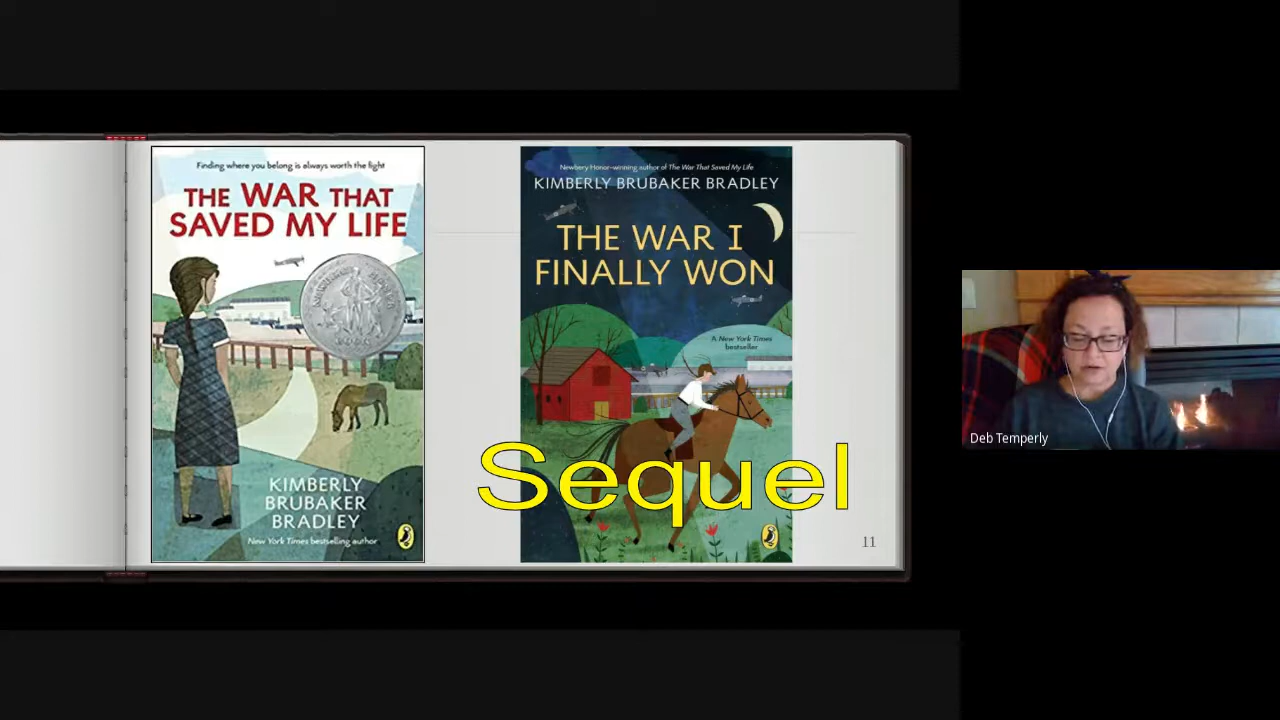 Finding where you belong is always worth the fight
THE WAR THAT
SAVED MY LIFE
KIMBERLY
BRUBAKER
BRADLEY
New York Times bestselling author
Newbery Honor-winning author of The War That Saved My Life
KIMBERLY BRUBAKER BRADLEY
THE WAR I
FINALLY WON
A New York Times
bestseller
Sequel
11
Deb Temperly